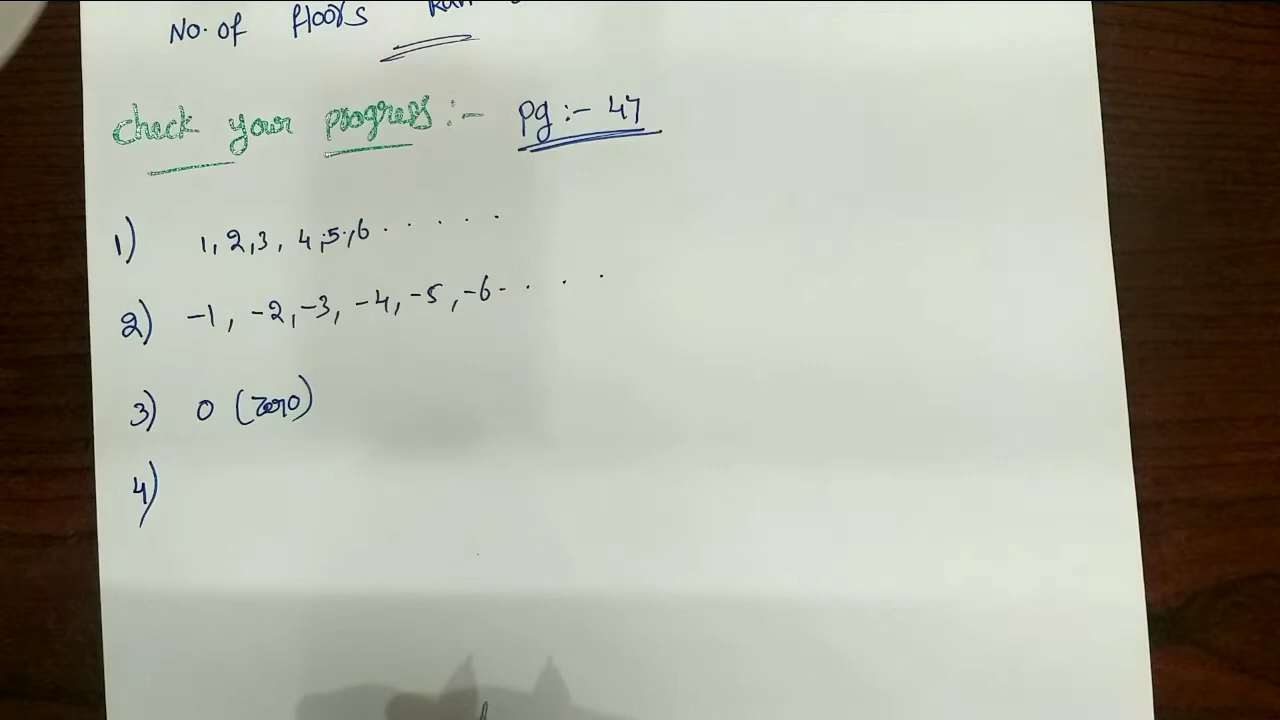 No. of floors
check your progress :- pg :- 47
1) 1, 2, 3, 4, 5, 6 . . . . .
2) -1, -2, -3, -4, -5, -6 - . . .
3) 0 (zero)
4)